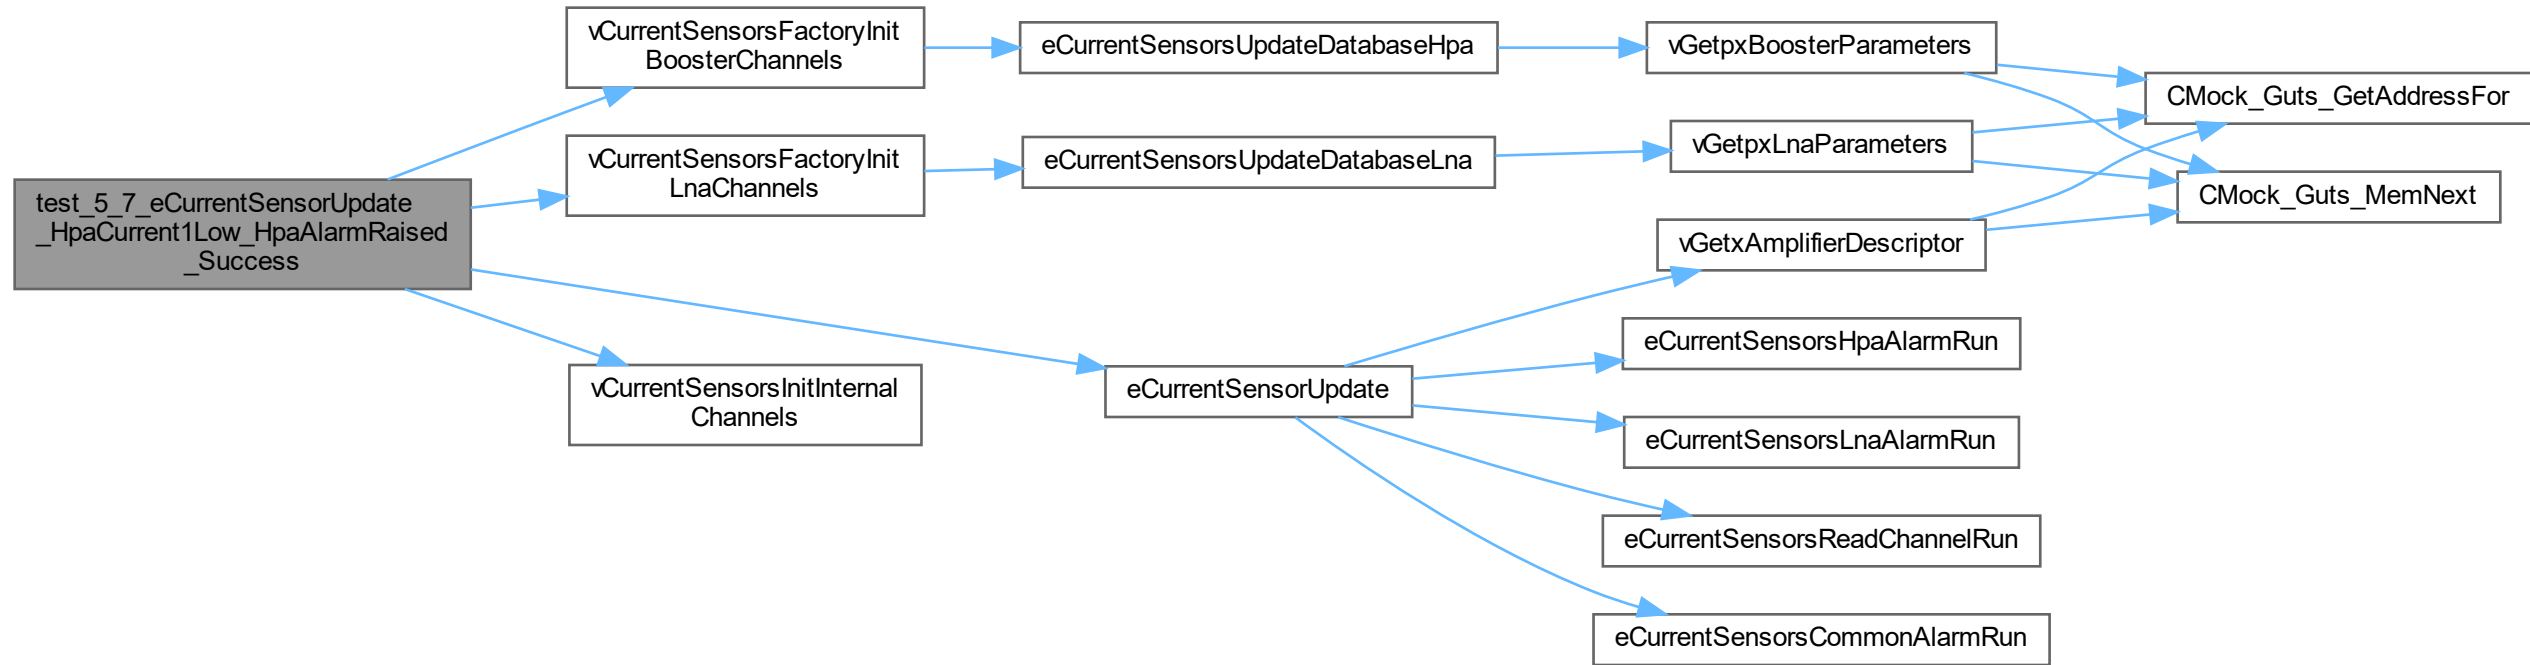 test_5_7_eCurrentSensorUpdate
_HpaCurrent1Low_HpaAlarmRaised
_Success
vCurrentSensorsFactoryInit
BoosterChannels
vCurrentSensorsFactoryInit
LnaChannels
vCurrentSensorsInitInternal
Channels
eCurrentSensorsUpdateDatabaseHpa
eCurrentSensorsUpdateDatabaseLna
eCurrentSensorUpdate
vGetpxBoosterParameters
vGetpxLnaParameters
vGetxAmplifierDescriptor
eCurrentSensorsHpaAlarmRun
eCurrentSensorsLnaAlarmRun
eCurrentSensorsReadChannelRun
eCurrentSensorsCommonAlarmRun
CMock_Guts_GetAddressFor
CMock_Guts_MemNext